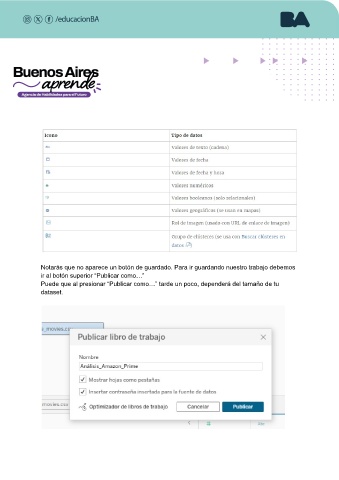 /educacionBA
BA
Buenos Aires
aprende
Agencia de Habilidades para el Futuro
Icono Tipo de datos
Valores de texto (cadena)
Valores de fecha
Valores de fecha y hora
Valores numéricos
Valores booleanos (solo relacionales)
Valores geográficos (se usan en mapas)
Rol de imagen (usado con URL de enlace de imagen)
Grupo de clústeres (se usa con Buscar clústeres en
datos
Notarás que no aparece un botón de guardado. Para ir guardando nuestro trabajo debemos
ir al botón superior “Publicar como…”
Puede que al presionar “Publicar como…” tarde un poco, dependerá del tamaño de tu
dataset.
Publicar libro de trabajo
Nombre
Análisis_Amazon_Prime
Mostrar hojas como pestañas
Insertar contraseña insertada para la fuente de datos
Optimizador de libros de trabajo Cancelar Publicar